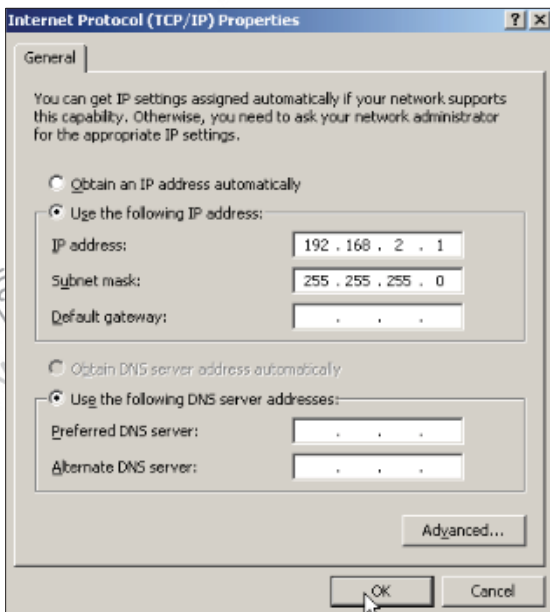 Internet Protocol (TCP/IP) Properties
General
You can get IP settings assigned automatically if your network supports
this capability. Otherwise, you need to ask your network administrator
for the appropriate IP settings.
Obtain an IP address automatically
Use the following IP address:
IP address: 192 . 168 . 2 . 1
Subnet mask: 255 . 255 . 255 . 0
Default gateway: . . .
Obtain DNS server address automatically
Use the following DNS server addresses:
Preferred DNS server: . . .
Alternate DNS server: . . .
Advanced...
OK Cancel